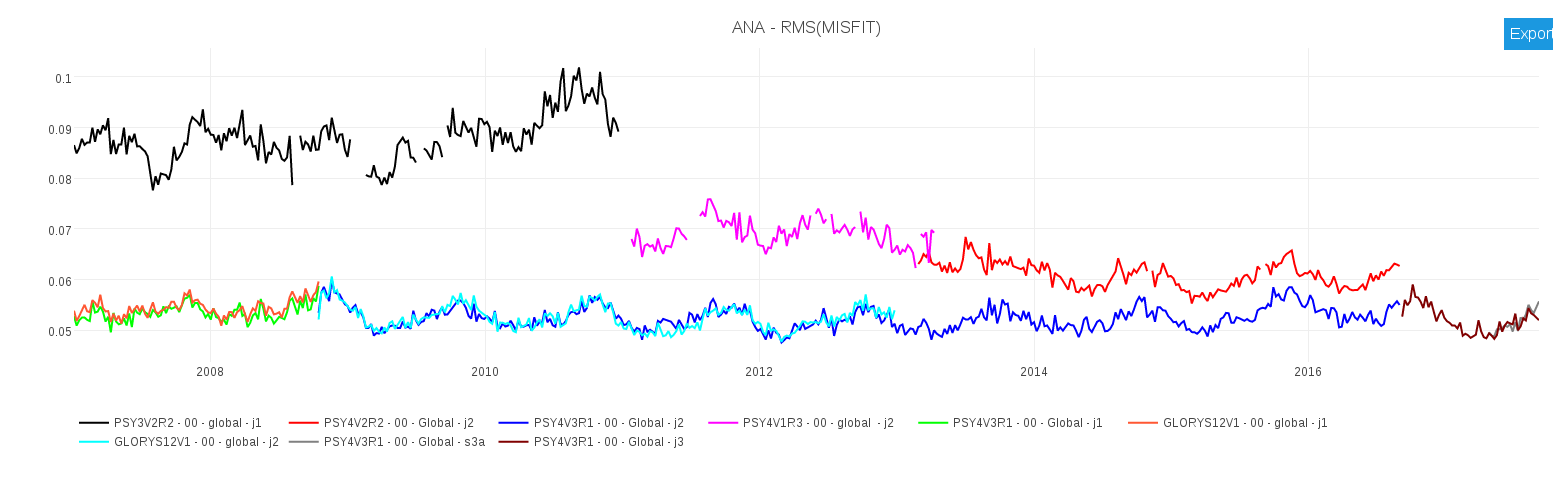 ANA - RMS(MISFIT)
Export
0.1
0.09
0.08
0.07
0.06
0.05
2008 2010 2012 2014 2016
PSY3V2R2 - 00 - global - j1 PSY4V2R2 - 00 - Global - j2 PSY4V3R1 - 00 - Global - j2 PSY4V1R3 - 00 - global - j2 PSY4V3R1 - 00 - Global - j1 GLORYS12V1 - 00 - global - j1
GLORYS12V1 - 00 - global - j2 PSY4V3R1 - 00 - Global - s3a PSY4V3R1 - 00 - Global - j3